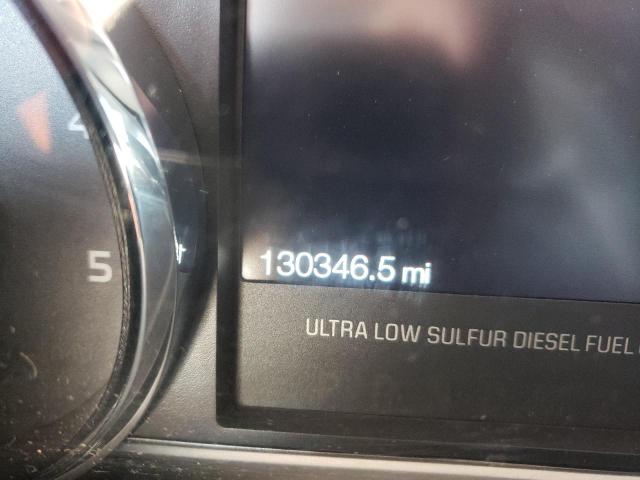 4
5
130346.5 mi
ULTRA LOW SULFUR DIESEL FUEL